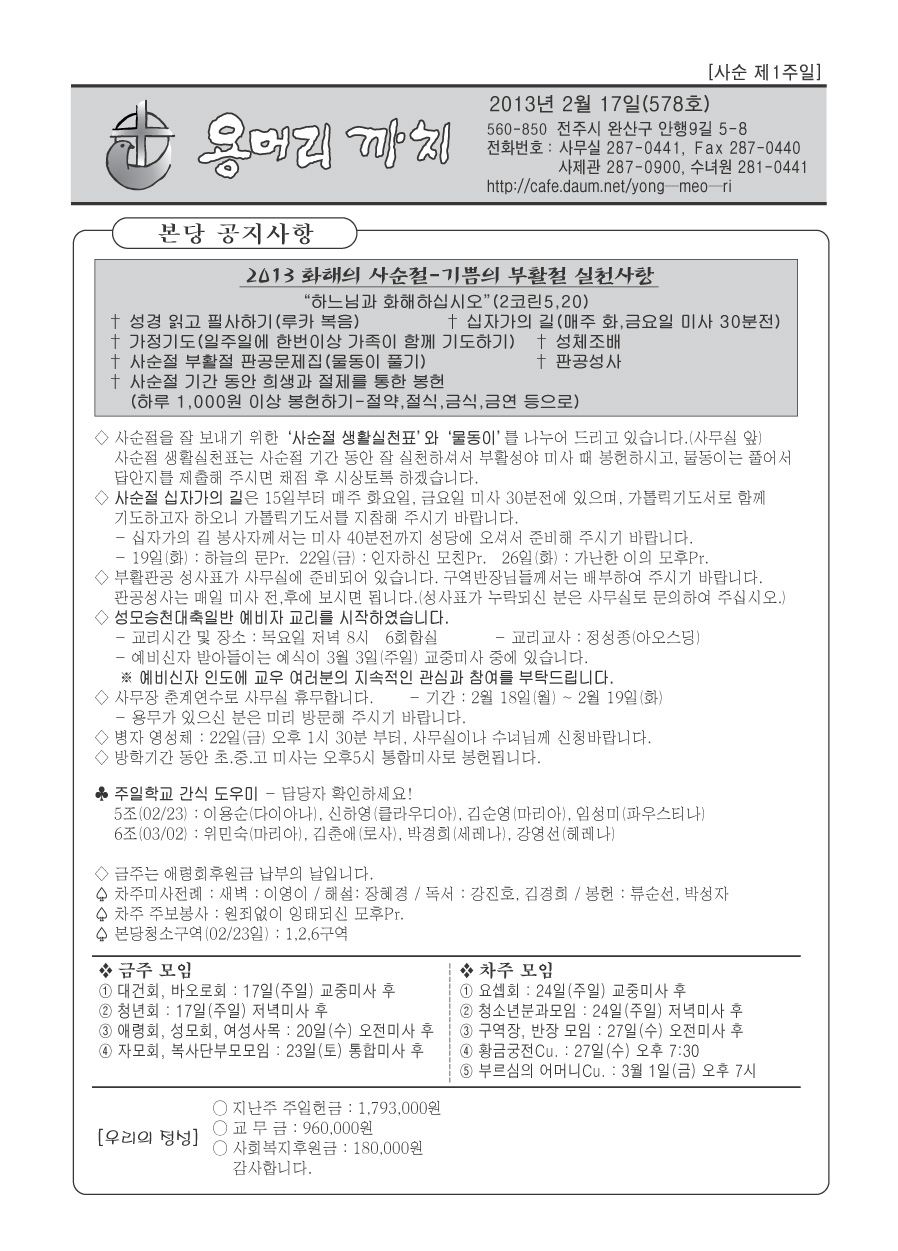 [사순 제1주일]
용머리 까치
2013년 2월 17일(578호)
560-850 전주시 완산구 안행9길 5-8
전화번호 : 사무실 287-0441, Fax 287-0440
사제관 287-0900, 수녀원 281-0441
http://cafe.daum.net/yong―meo―ri
본당 공지사항
2013 화해의 사순절-기쁨의 부활절 실천사항
“하느님과 화해하십시오”(2코린5,20)
† 성경 읽고 필사하기(루카 복음) † 십자가의 길(매주 화,금요일 미사 30분전)
† 가정기도(일주일에 한번이상 가족이 함께 기도하기) † 성체조배
† 사순절 부활절 판공문제집(물동이 풀기) † 판공성사
† 사순절 기간 동안 희생과 절제를 통한 봉헌
(하루 1,000원 이상 봉헌하기-절약,절식,금식,금연 등으로)
◇ 사순절을 잘 보내기 위한 ‘사순절 생활실천표’와 ‘물동이’를 나누어 드리고 있습니다.(사무실 앞)
사순절 생활실천표는 사순절 기간 동안 잘 실천하셔서 부활성야 미사 때 봉헌하시고, 물동이는 풀어서
답안지를 제출해 주시면 채점 후 시상토록 하겠습니다.
◇ 사순절 십자가의 길은 15일부터 매주 화요일, 금요일 미사 30분전에 있으며, 가톨릭기도서로 함께
기도하고자 하오니 가톨릭기도서를 지참해 주시기 바랍니다.
- 십자가의 길 봉사자께서는 미사 40분전까지 성당에 오셔서 준비해 주시기 바랍니다.
- 19일(화) : 하늘의 문Pr. 22일(금) : 인자하신 모친Pr. 26일(화) : 가난한 이의 모후Pr.
◇ 부활판공 성사표가 사무실에 준비되어 있습니다. 구역반장님들께서는 배부하여 주시기 바랍니다.
판공성사는 매일 미사 전,후에 보시면 됩니다.(성사표가 누락되신 분은 사무실로 문의하여 주십시오.)
◇ 성모승천대축일반 예비자 교리를 시작하였습니다.
- 교리시간 및 장소 : 목요일 저녁 8시 6회합실 - 교리교사 : 정성종(아오스딩)
- 예비신자 받아들이는 예식이 3월 3일(주일) 교중미사 중에 있습니다.
※ 예비신자 인도에 교우 여러분의 지속적인 관심과 참여를 부탁드립니다.
◇ 사무장 춘계연수로 사무실 휴무합니다. - 기간 : 2월 18일(월) ~ 2월 19일(화)
- 용무가 있으신 분은 미리 방문해 주시기 바랍니다.
◇ 병자 영성체 : 22일(금) 오후 1시 30분 부터, 사무실이나 수녀님께 신청바랍니다.
◇ 방학기간 동안 초.중.고 미사는 오후5시 통합미사로 봉헌됩니다.
♣ 주일학교 간식 도우미 - 담당자 확인하세요!
5조(02/23) : 이용순(다이아나), 신하영(클라우디아), 김순영(마리아), 임성미(파우스티나)
6조(03/02) : 위민숙(마리아), 김춘애(로사), 박경희(세레나), 강영선(헤레나)
◇ 금주는 애령회후원금 납부의 날입니다.
♤ 차주미사전례 : 새벽 : 이영이 / 해설: 장혜경 / 독서 : 강진호, 김경희 / 봉헌 : 류순선, 박성자
♤ 차주 주보봉사 : 원죄없이 잉태되신 모후Pr.
♤ 본당청소구역(02/23일) : 1,2,6구역
❖ 금주 모임
① 대건회, 바오로회 : 17일(주일) 교중미사 후
② 청년회 : 17일(주일) 저녁미사 후
③ 애령회, 성모회, 여성사목 : 20일(수) 오전미사 후
④ 자모회, 복사단부모모임 : 23일(토) 통합미사 후
❖ 차주 모임
① 요셉회 : 24일(주일) 교중미사 후
② 청소년분과모임 : 24일(주일) 저녁미사 후
③ 구역장, 반장 모임 : 27일(수) 오전미사 후
④ 황금궁전Cu. : 27일(수) 오후 7:30
⑤ 부르심의 어머니Cu. : 3월 1일(금) 오후 7시
[우리의 정성]
○ 지난주 주일헌금 : 1,793,000원
○ 교 무 금 : 960,000원
○ 사회복지후원금 : 180,000원
감사합니다.